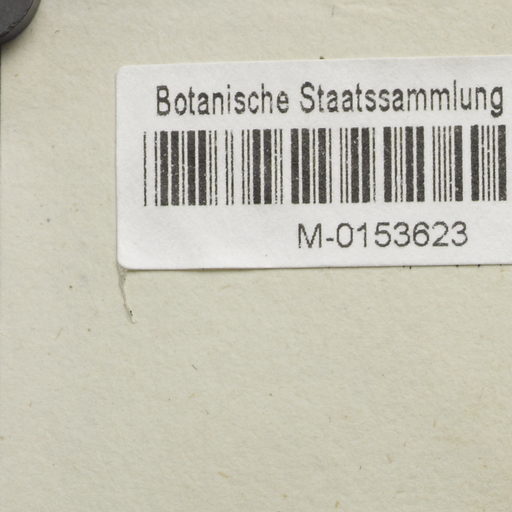 Botanische Staatssammlung
M-0153623